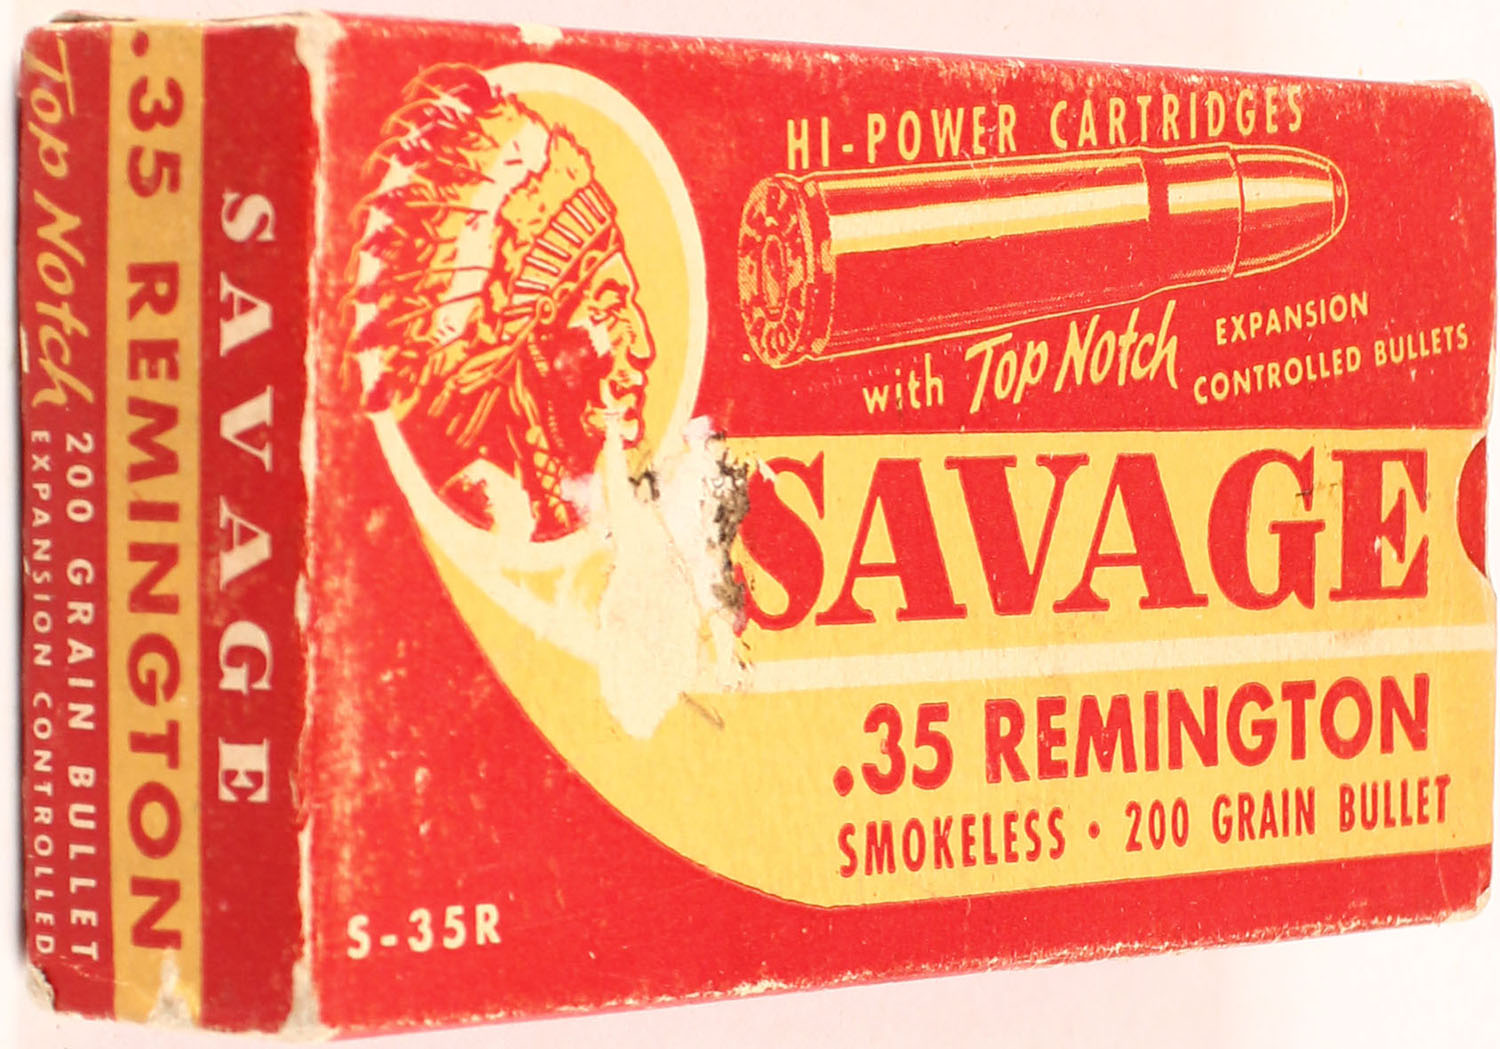 HI-POWER CARTRIDGES
with Top Notch EXPANSION
CONTROLLED BULLETS
SAVAGE
.35 REMINGTON
SMOKELESS • 200 GRAIN BULLET
S-35R
SAVAGE
.35 REMINGTON
Top Notch 200 GRAIN BULLET
EXPANSION CONTROLLED